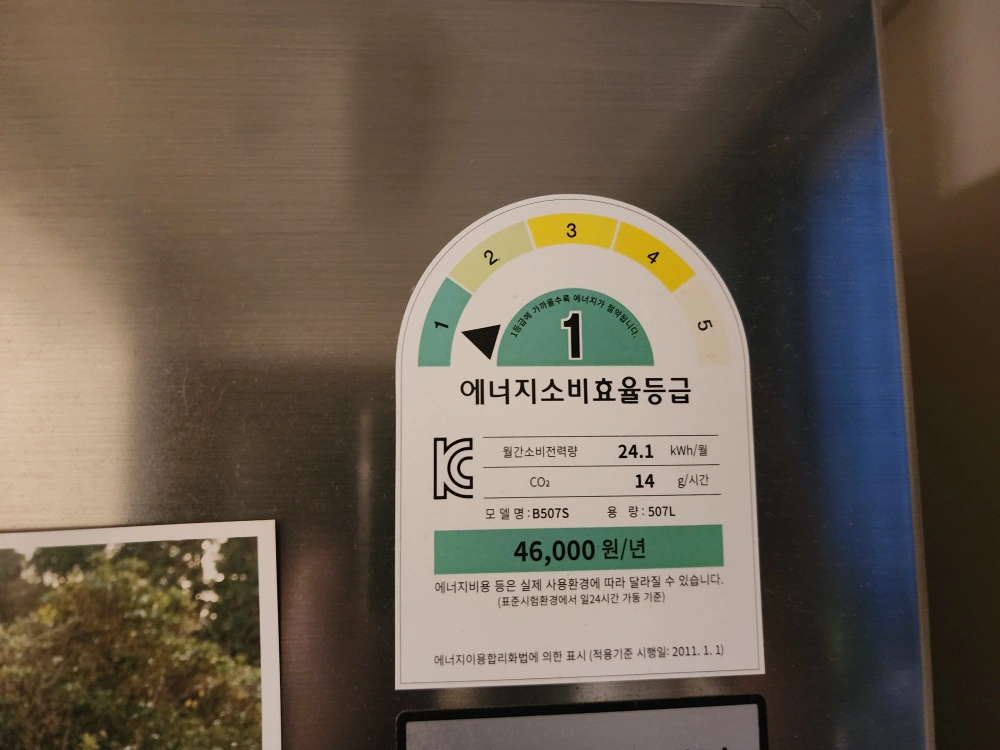 1
2
3
4
5
1등급에 가까울수록 에너지가 절약됩니다.
1
에너지소비효율등급
월간소비전력량 24.1 kWh/월
CO₂ 14 g/시간
모 델 명 : B507S 용 량 : 507L
46,000 원/년
에너지비용 등은 실제 사용환경에 따라 달라질 수 있습니다.
(표준시험환경에서 일24시간 가동 기준)
에너지이용합리화법에 의한 표시 (적용기준 시행일: 2011. 1. 1)